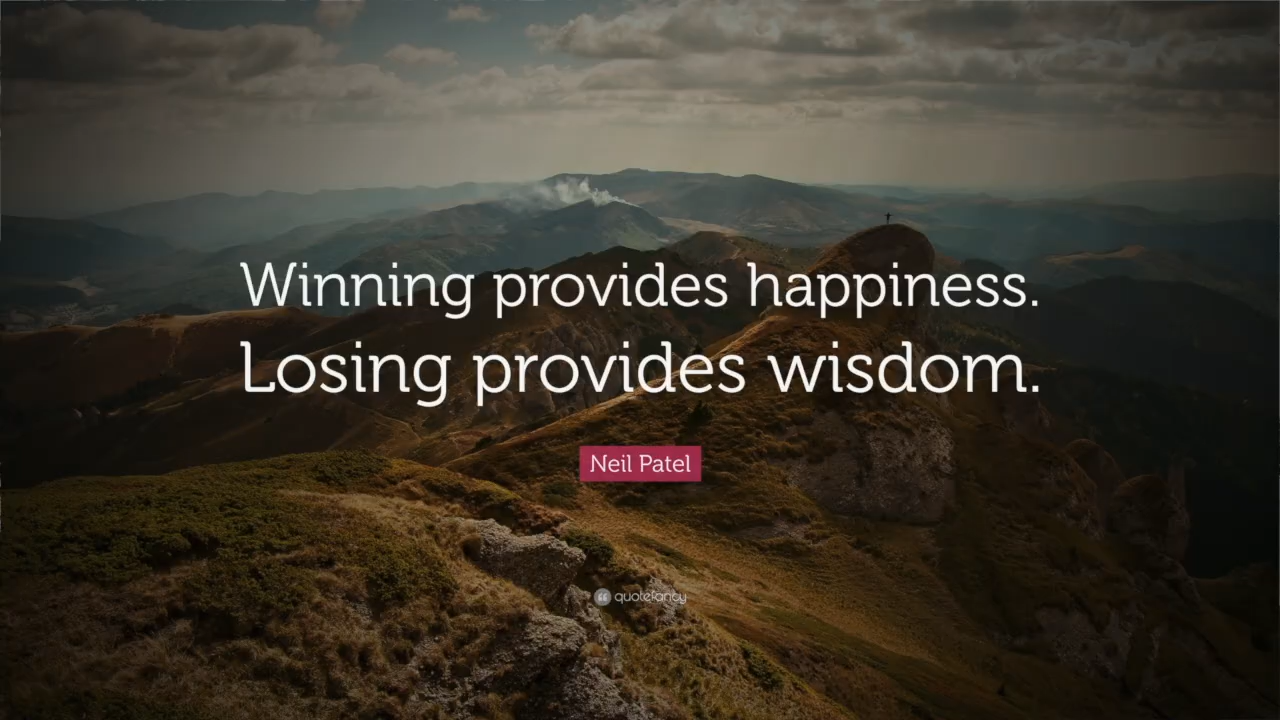 Winning provides happiness.
Losing provides wisdom.
Neil Patel
quotefancy